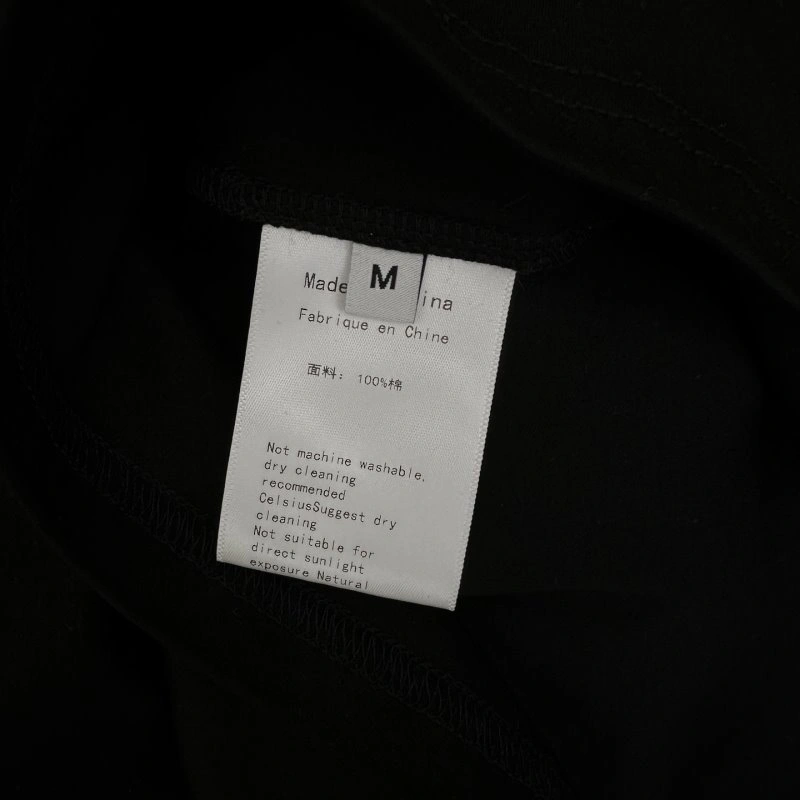 M
Made ina
Fabrique en Chine
面料: 100%棉
Not machine washable,
dry cleaning
recommended
CelsiusSuggest dry
cleaning
Not suitable for
direct sunlight
exposure Natural